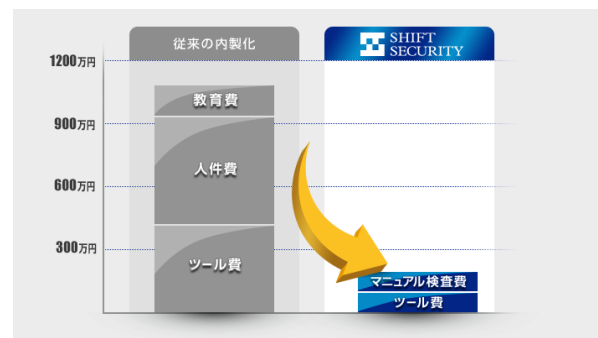 従来の内製化
SHIFT
SECURITY
1200万円
900万円
600万円
300万円
教育費
人件費
ツール費
マニュアル検査費
ツール費